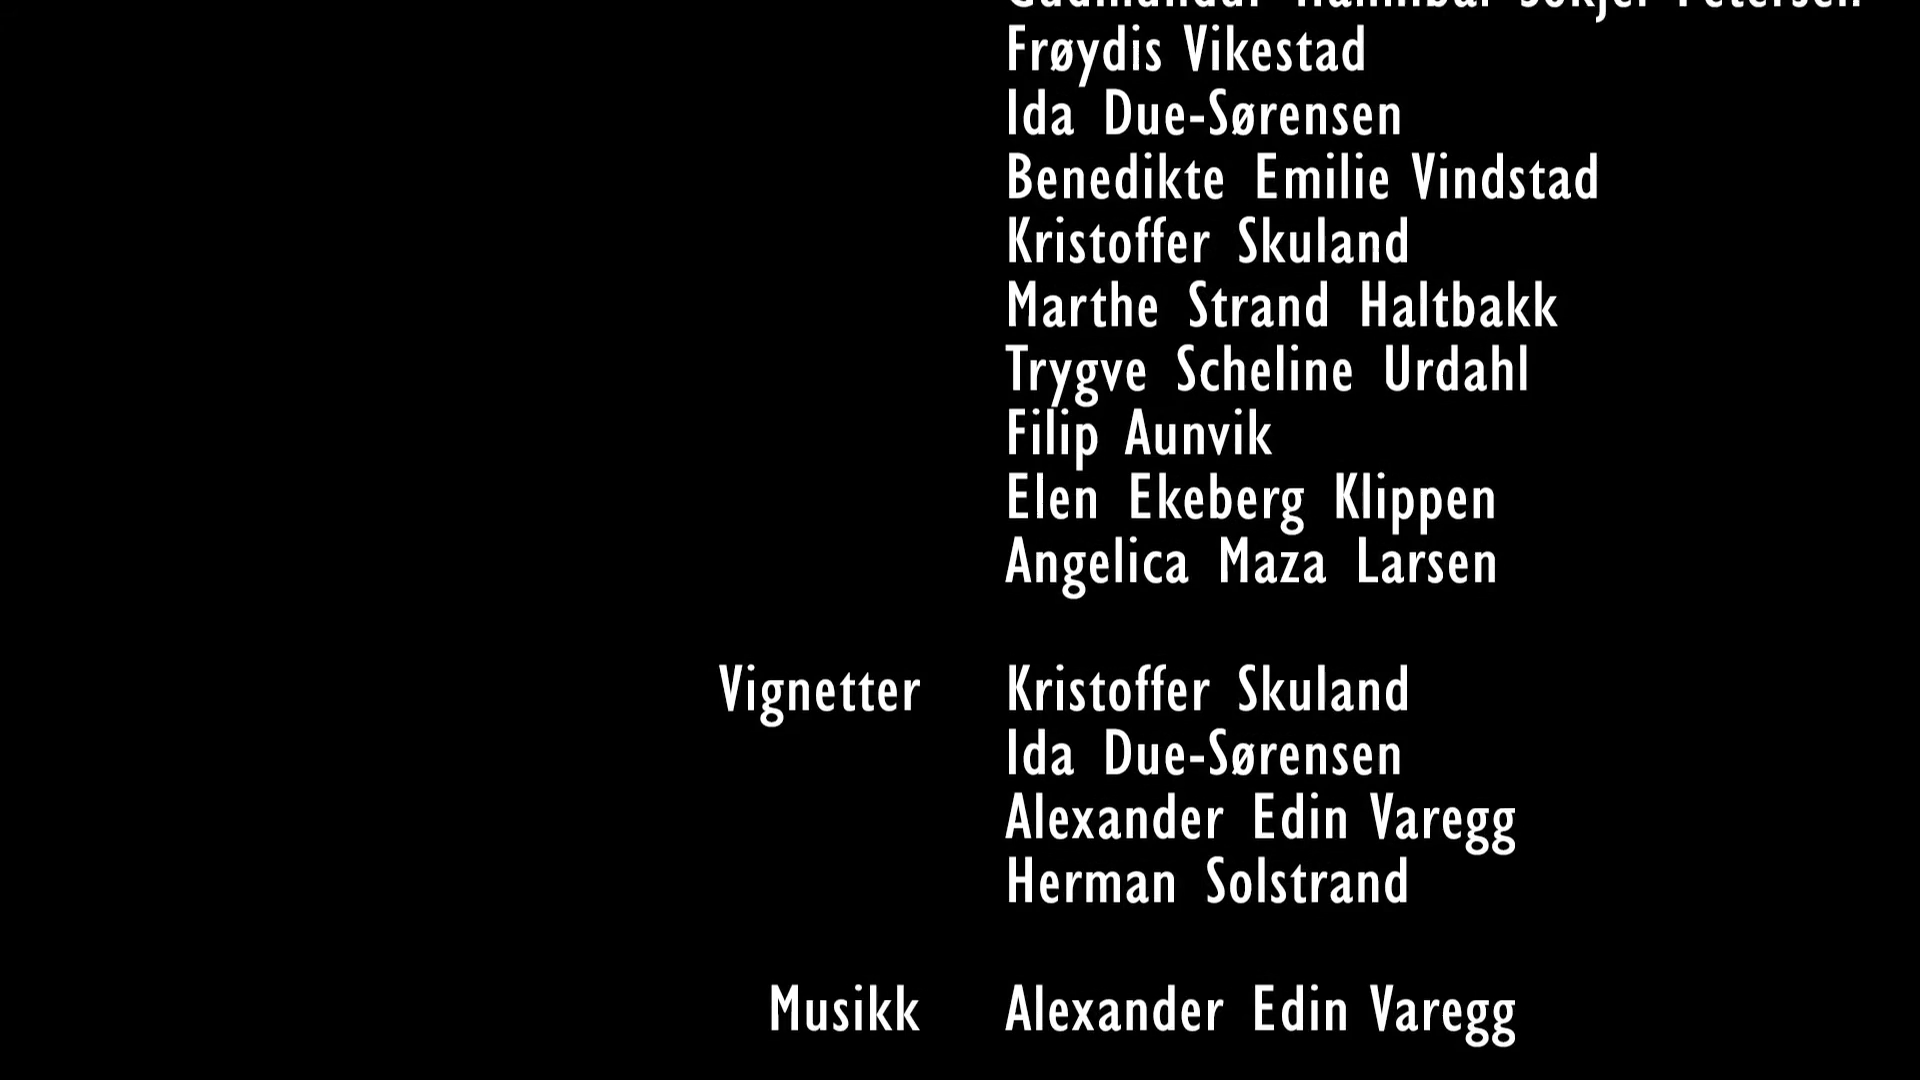 Frøydis Vikestad
Ida Due-Sørensen
Benedikte Emilie Vindstad
Kristoffer Skuland
Marthe Strand Haltbakk
Trygve Scheline Urdahl
Filip Aunvik
Elen Ekeberg Klippen
Angelica Maza Larsen
Vignetter Kristoffer Skuland
Ida Due-Sørensen
Alexander Edin Varegg
Herman Solstrand
Musikk Alexander Edin Varegg